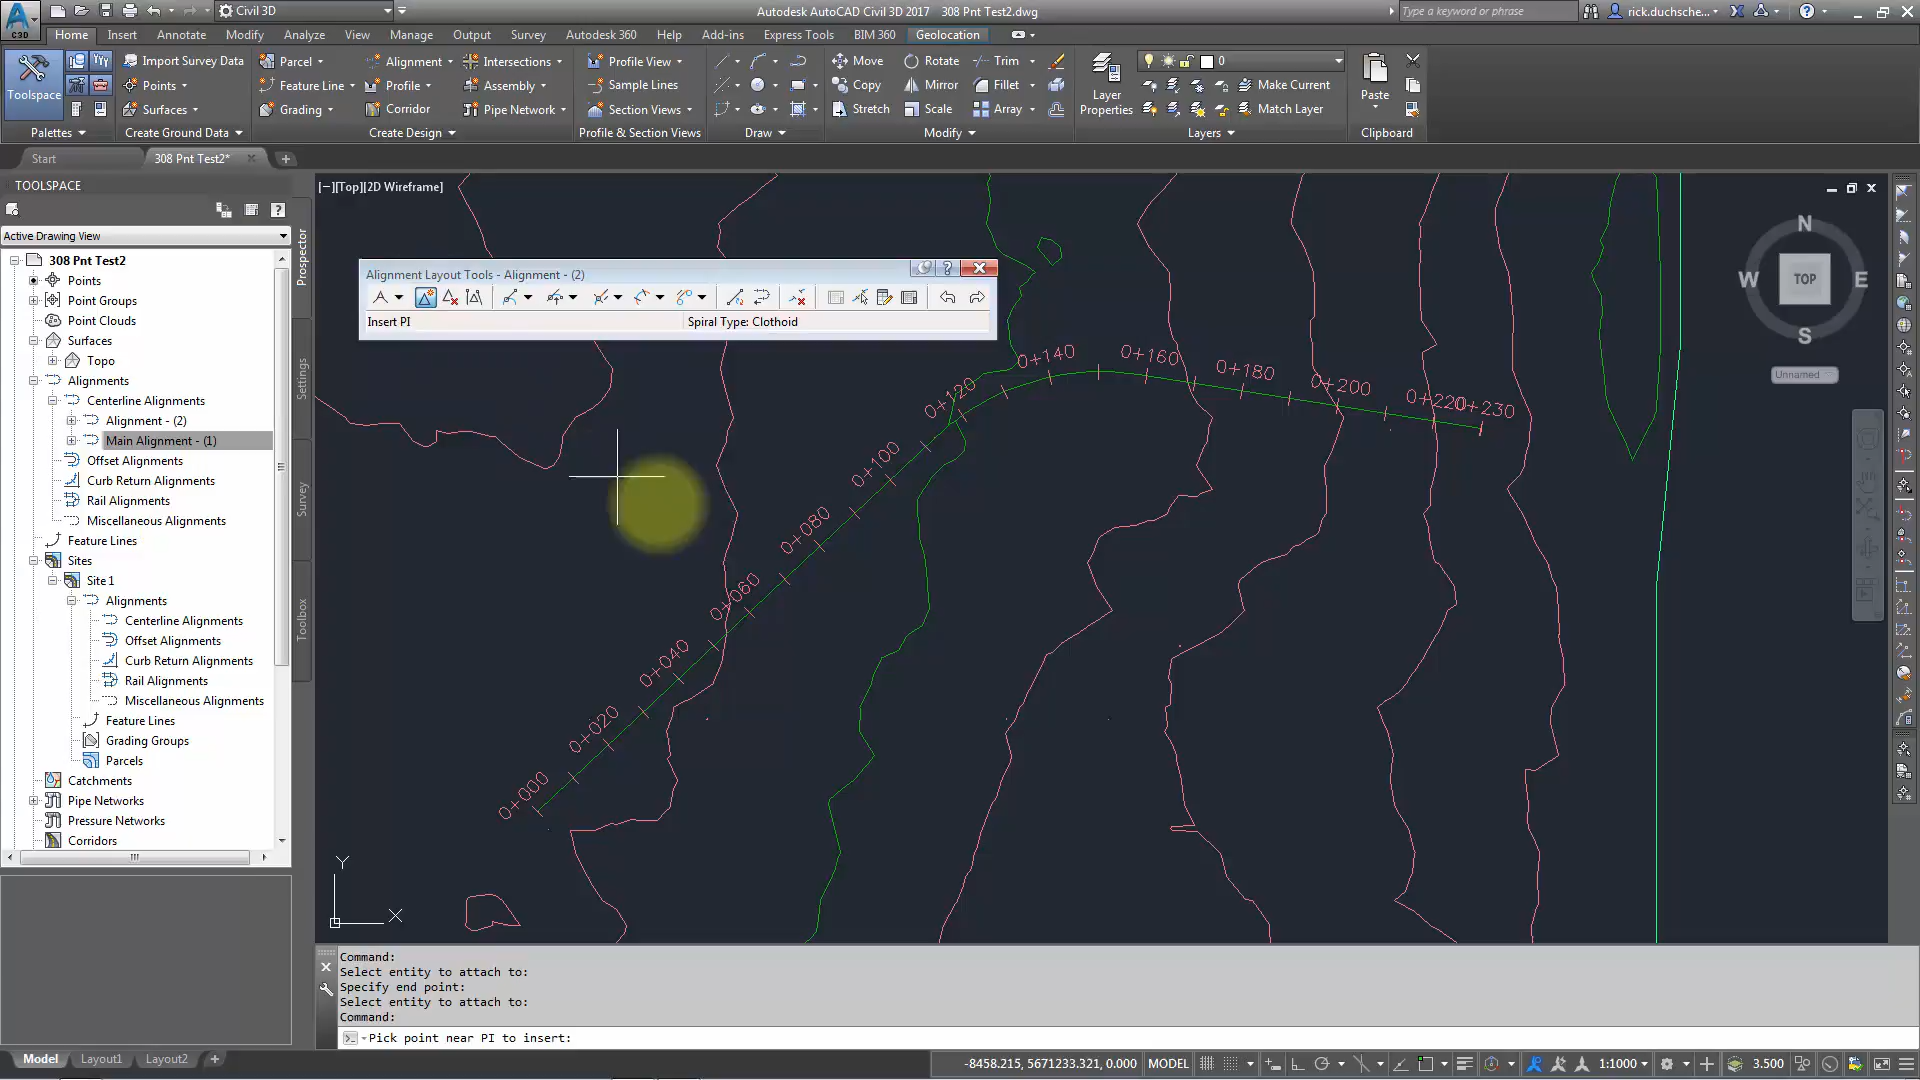 Civil 3D
Autodesk AutoCAD Civil 3D 2017 308 Pnt Test2.dwg
Type a keyword or phrase
rick.duchsche...
C3D
Home Insert Annotate Modify Analyze View Manage Output Survey Autodesk 360 Help Add-ins Express Tools BIM 360 Geolocation
Import Survey Data Parcel Alignment Intersections Profile View Move Rotate Trim 0
Toolspace Points Feature Line Profile Assembly Sample Lines Copy Mirror Fillet Make Current
Surfaces Grading Corridor Pipe Network Section Views Stretch Scale Array Match Layer
Layer Properties Paste
Palettes Create Ground Data Create Design Profile & Section Views Draw Modify Layers Clipboard
Start 308 Pnt Test2*
TOOLSPACE
Active Drawing View
308 Pnt Test2
Points
Point Groups
Point Clouds
Surfaces
Topo
Alignments
Centerline Alignments
Alignment - (2)
Main Alignment - (1)
Offset Alignments
Curb Return Alignments
Rail Alignments
Miscellaneous Alignments
Feature Lines
Sites
Site 1
Alignments
Centerline Alignments
Offset Alignments
Curb Return Alignments
Rail Alignments
Miscellaneous Alignments
Feature Lines
Grading Groups
Parcels
Catchments
Pipe Networks
Pressure Networks
Corridors
Prospector
Settings
Survey
Toolbox
[−][Top][2D Wireframe]
Alignment Layout Tools - Alignment - (2)
Insert PI Spiral Type: Clothoid
N
W TOP E
S
Unnamed
0+000
0+020
0+040
0+060
0+080
0+100
0+120
0+140
0+160
0+180
0+200
0+220
0+230
Y
X
Command:
Select entity to attach to:
Specify end point:
Select entity to attach to:
Command:
Pick point near PI to insert:
Model Layout1 Layout2
-8458.215, 5671233.321, 0.000 MODEL 1:1000 3.500